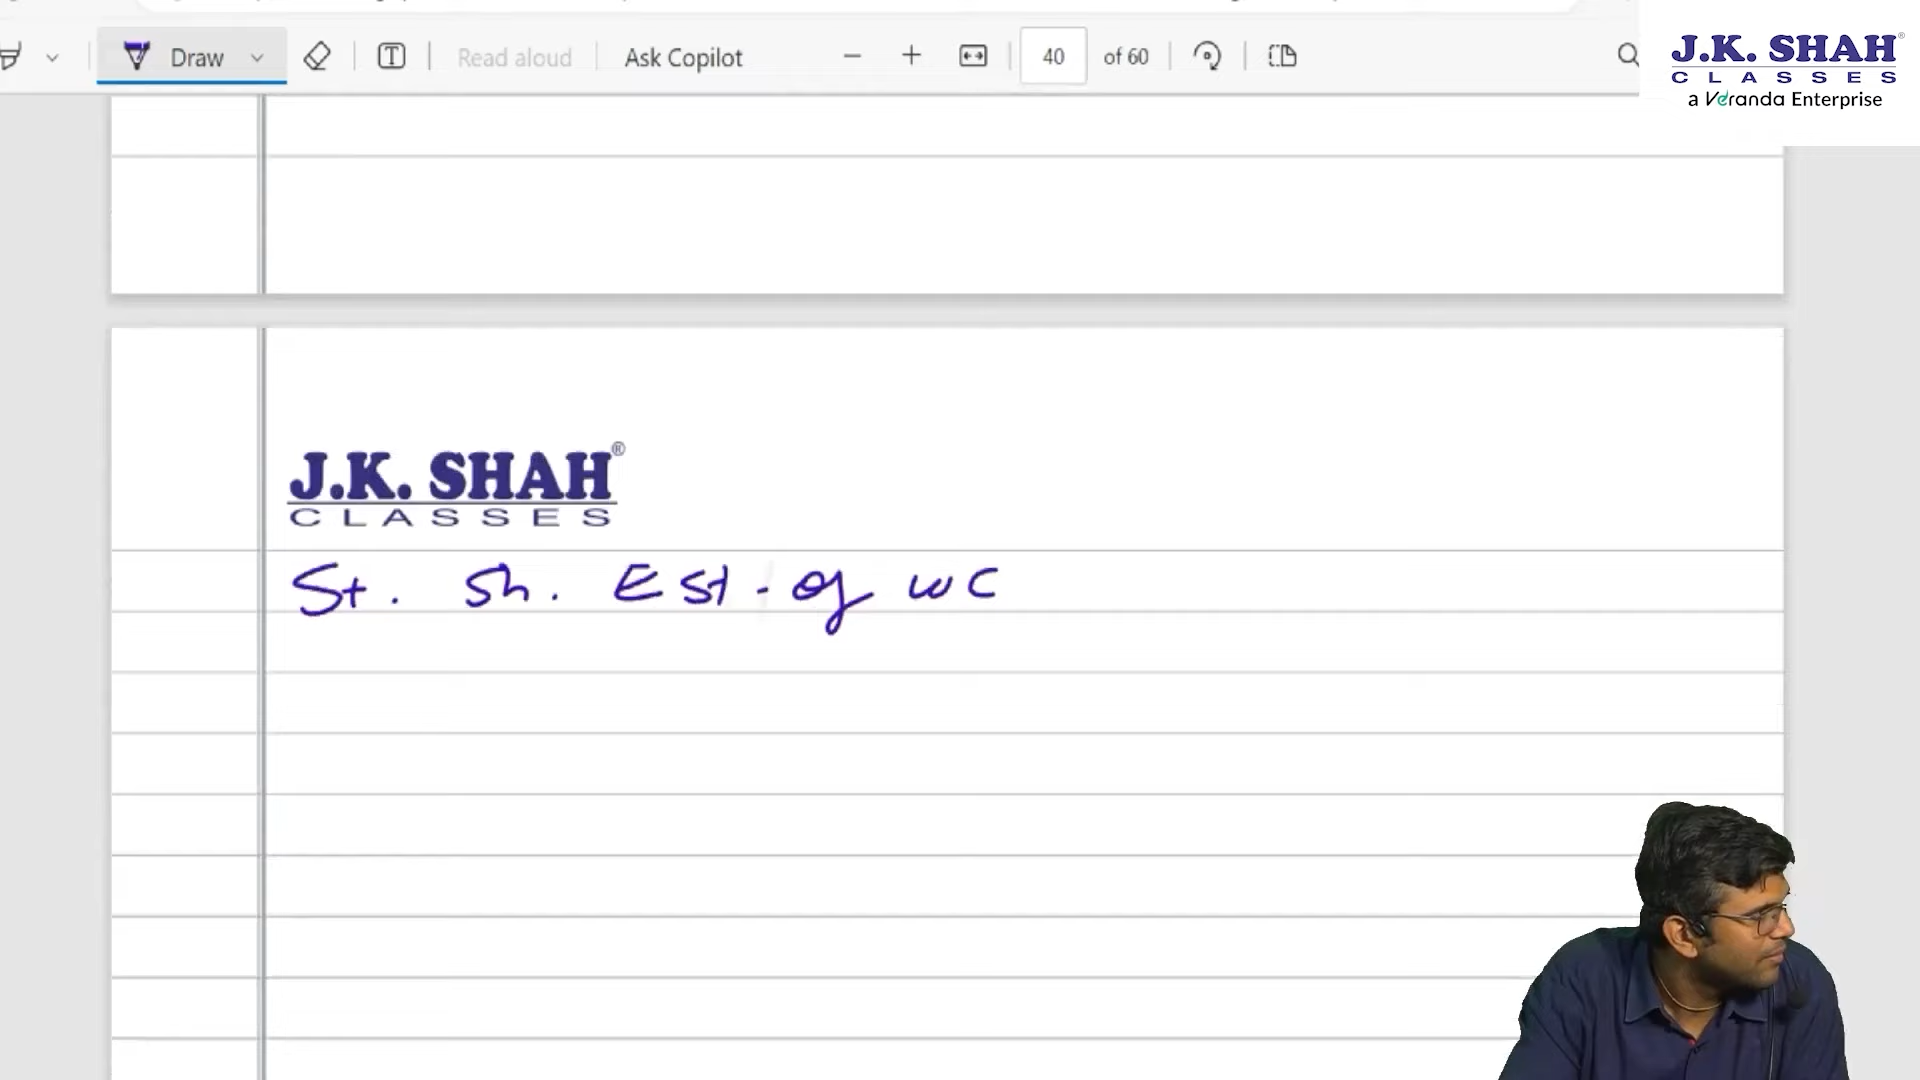 Draw
Read aloud
Ask Copilot
40 of 60
J.K. SHAH®
CLASSES
a Veranda Enterprise
J.K. SHAH®
CLASSES
St. Sh. Est. of WC